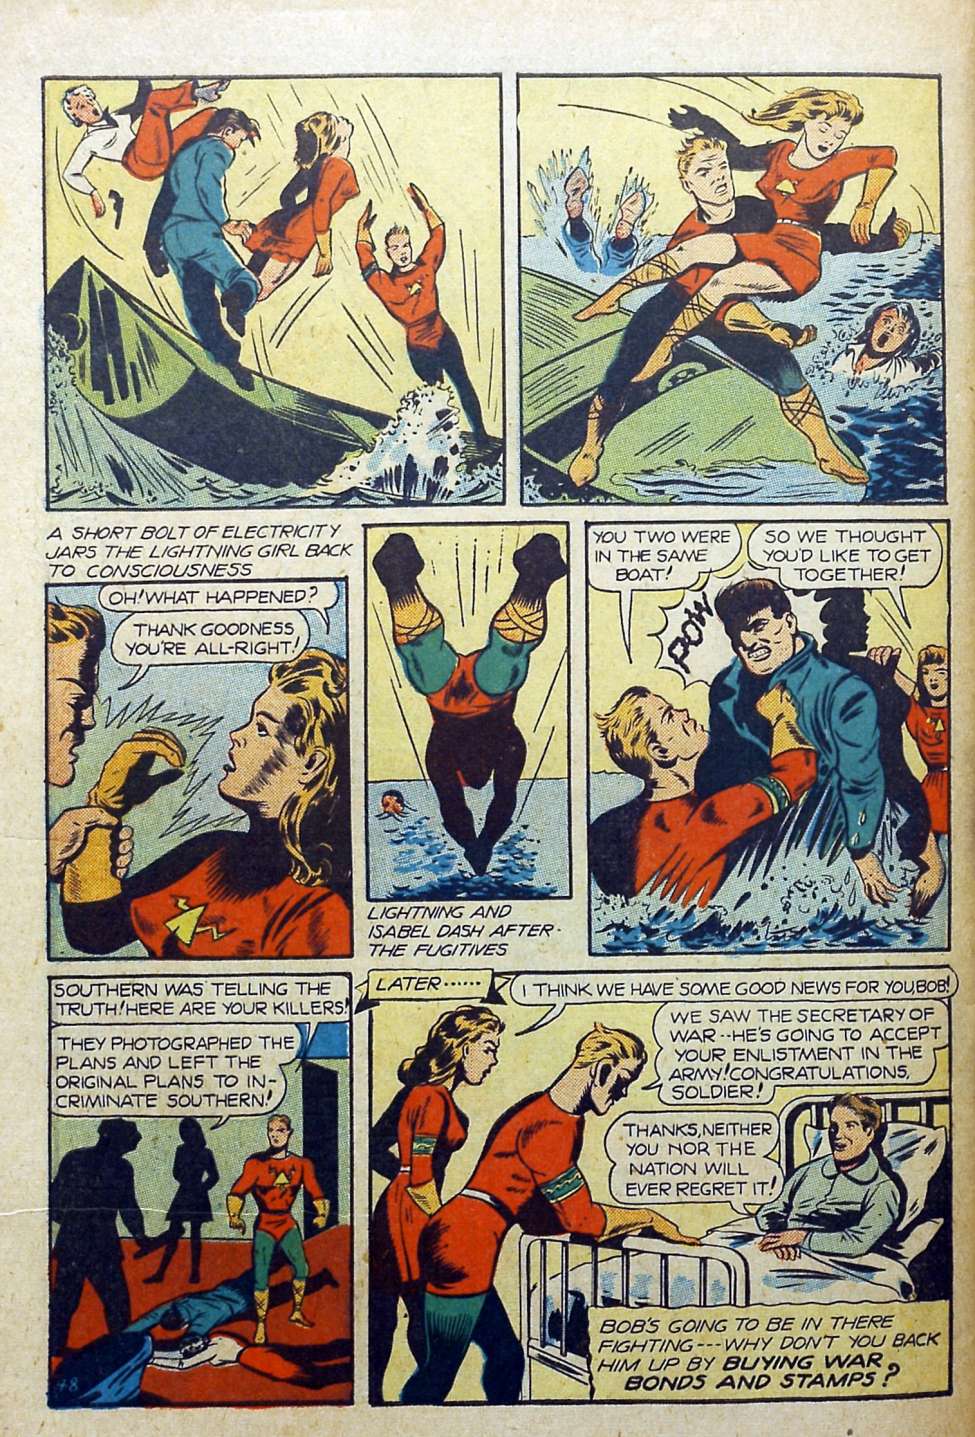 A SHORT BOLT OF ELECTRICITY
JARS THE LIGHTNING GIRL BACK
TO CONSCIOUSNESS
OH! WHAT HAPPENED?
THANK GOODNESS
YOU'RE ALL-RIGHT!
LIGHTNING AND
ISABEL DASH AFTER
THE FUGITIVES
YOU TWO WERE
IN THE SAME
BOAT!
SO WE THOUGHT
YOU'D LIKE TO GET
TOGETHER!
POW
SOUTHERN WAS TELLING THE
TRUTH! HERE ARE YOUR KILLERS!
THEY PHOTOGRAPHED THE
PLANS AND LEFT THE
ORIGINAL PLANS TO IN-
CRIMINATE SOUTHERN!
48
LATER......
I THINK WE HAVE SOME GOOD NEWS FOR YOU, BOB!
WE SAW THE SECRETARY OF
WAR--HE'S GOING TO ACCEPT
YOUR ENLISTMENT IN THE
ARMY! CONGRATULATIONS,
SOLDIER!
THANKS, NEITHER
YOU NOR THE
NATION WILL
EVER REGRET IT!
BOB'S GOING TO BE IN THERE
FIGHTING---WHY DON'T YOU BACK
HIM UP BY BUYING WAR
BONDS AND STAMPS?